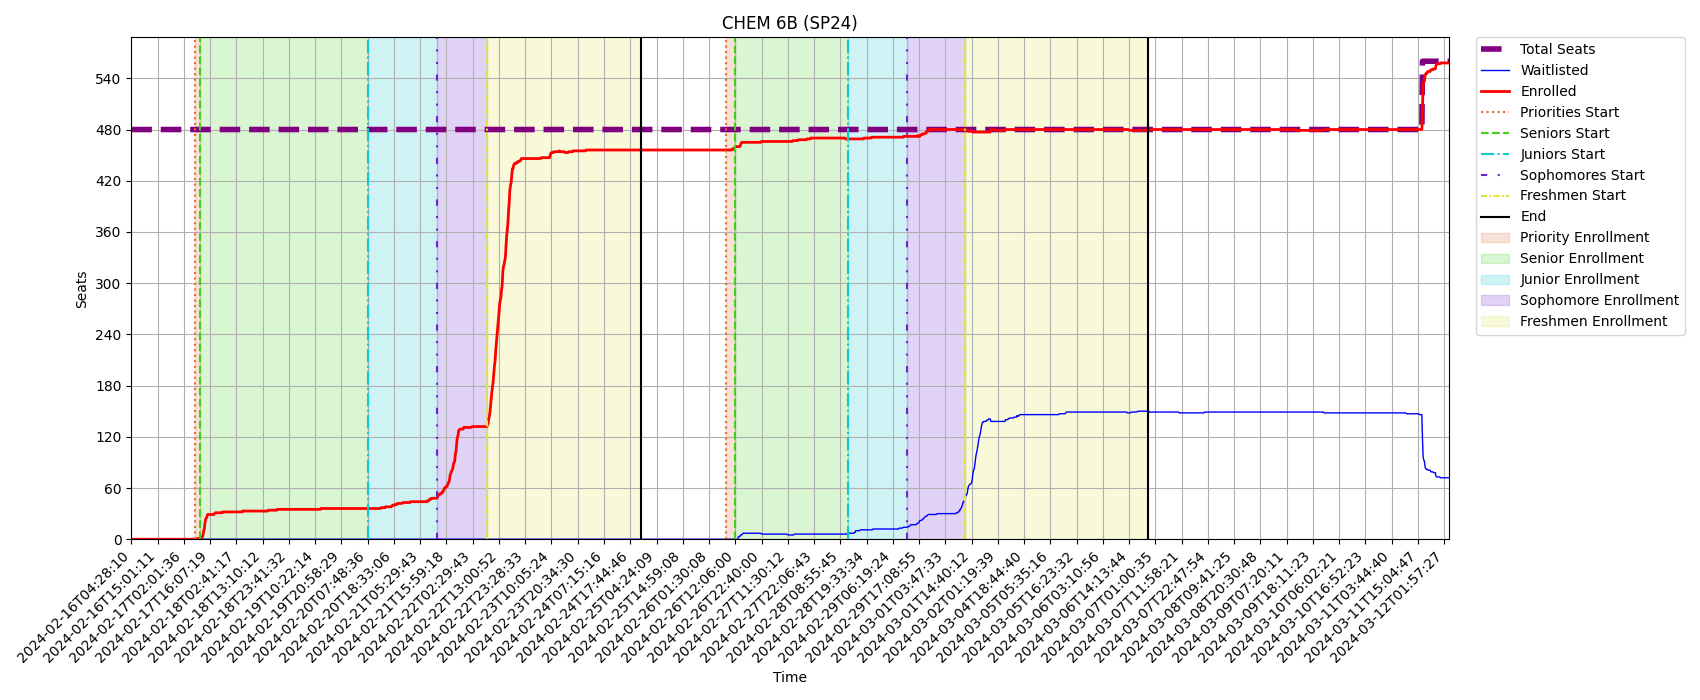 CHEM 6B (SP24)
Seats
540
480
420
360
300
240
180
120
60
0
2024-02-16T04:28:10
2024-02-16T15:01:11
2024-02-17T02:01:36
2024-02-17T16:07:19
2024-02-18T02:41:17
2024-02-18T13:10:12
2024-02-18T23:41:32
2024-02-19T10:22:14
2024-02-19T20:58:29
2024-02-20T07:48:36
2024-02-20T18:33:06
2024-02-21T05:29:43
2024-02-21T15:59:18
2024-02-22T02:29:43
2024-02-22T13:00:52
2024-02-22T23:28:33
2024-02-23T10:05:24
2024-02-23T20:34:30
2024-02-24T07:15:16
2024-02-24T17:44:46
2024-02-25T04:24:09
2024-02-25T14:59:08
2024-02-26T01:30:09
2024-02-26T12:06:00
2024-02-26T22:40:00
2024-02-27T11:30:12
2024-02-27T22:06:43
2024-02-28T08:55:45
2024-02-28T19:33:34
2024-02-29T06:19:24
2024-02-29T17:08:55
2024-03-01T03:47:33
2024-03-01T14:40:12
2024-03-02T01:19:39
2024-03-04T18:44:40
2024-03-05T05:35:16
2024-03-05T16:23:32
2024-03-06T03:10:56
2024-03-06T14:13:44
2024-03-07T01:00:35
2024-03-07T11:58:21
2024-03-07T22:47:54
2024-03-08T09:41:25
2024-03-08T20:30:48
2024-03-09T07:20:11
2024-03-09T18:11:23
2024-03-10T06:02:21
2024-03-10T16:52:23
2024-03-11T03:44:40
2024-03-11T15:04:47
2024-03-12T01:57:27
Time
Total Seats
Waitlisted
Enrolled
Priorities Start
Seniors Start
Juniors Start
Sophomores Start
Freshmen Start
End
Priority Enrollment
Senior Enrollment
Junior Enrollment
Sophomore Enrollment
Freshmen Enrollment